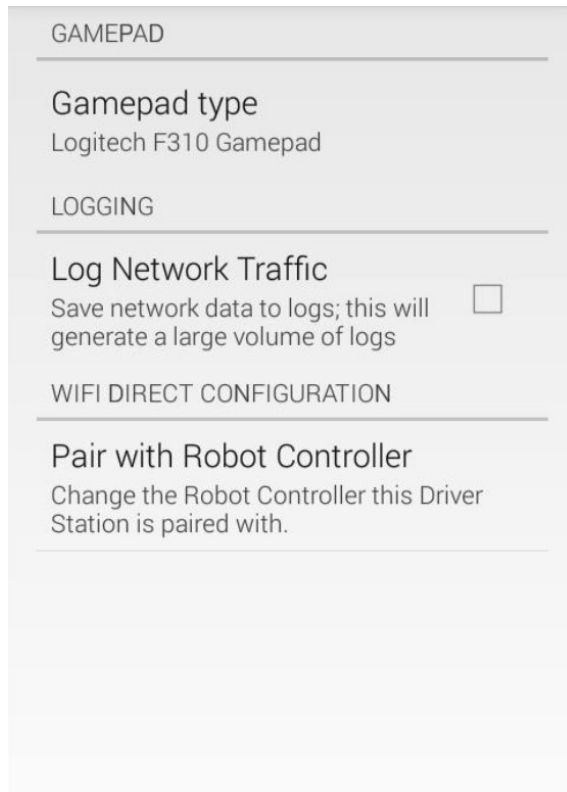 GAMEPAD
Gamepad type
Logitech F310 Gamepad
LOGGING
Log Network Traffic
Save network data to logs; this will
generate a large volume of logs
WIFI DIRECT CONFIGURATION
Pair with Robot Controller
Change the Robot Controller this Driver
Station is paired with.